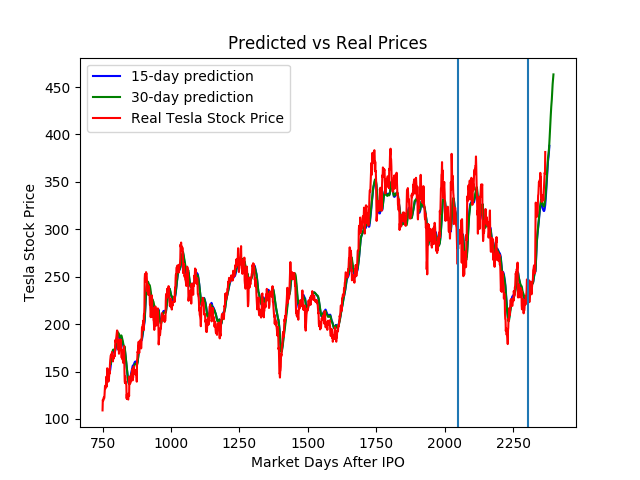 Predicted vs Real Prices
15-day prediction
30-day prediction
Real Tesla Stock Price
Tesla Stock Price
450
400
350
300
250
200
150
100
750 1000 1250 1500 1750 2000 2250
Market Days After IPO